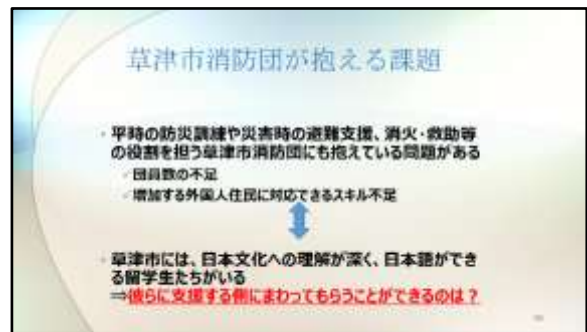 草津市消防団が抱える課題
・平時の防災訓練や災害時の避難支援、消火・救助等
の役割を担う草津市消防団にも抱えている問題がある
✓団員数の不足
✓増加する外国人住民に対応できるスキル不足
・草津市には、日本文化への理解が深く、日本語ができ
る留学生たちがいる
⇒彼らに支援する側にまわってもらうことができるのは？